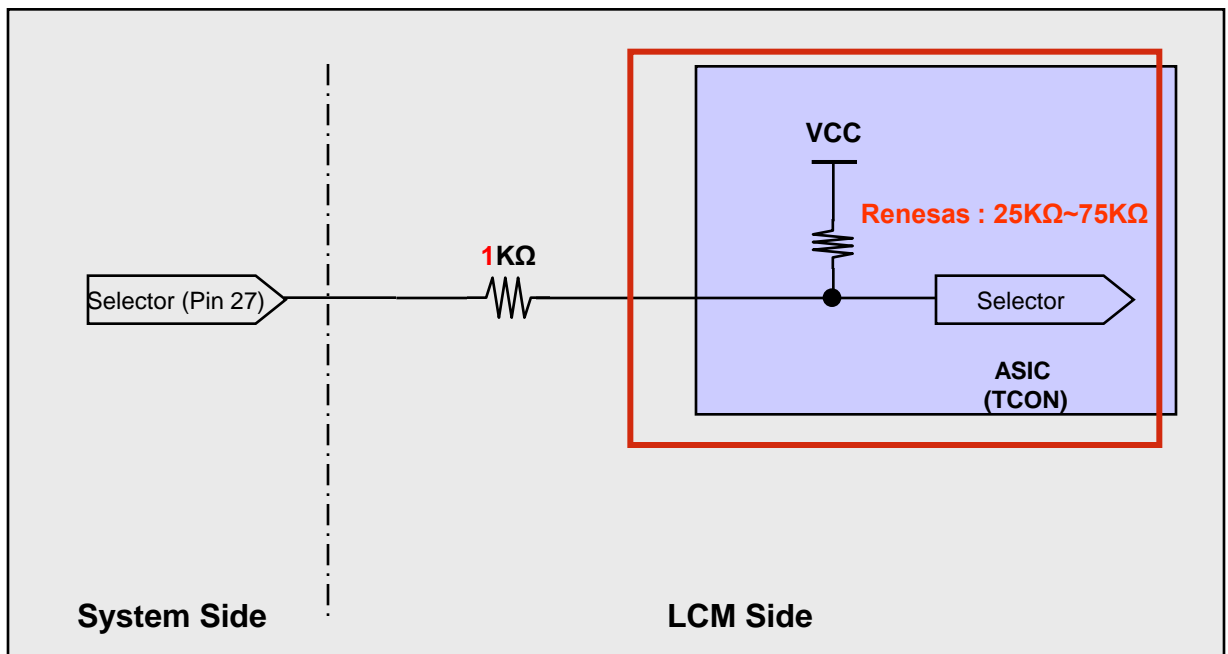 VCC
Renesas : 25KΩ~75KΩ
1KΩ
Selector (Pin 27)
Selector
ASIC
(TCON)
System Side
LCM Side